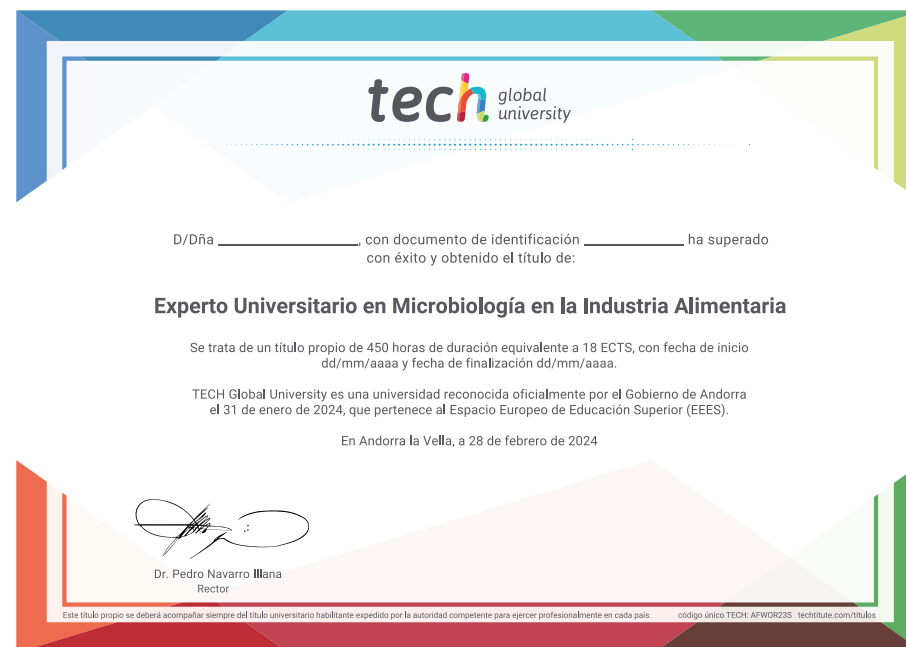 tech global university
D/Dña ____________________, con documento de identificación ______________ ha superado
con éxito y obtenido el título de:
Experto Universitario en Microbiología en la Industria Alimentaria
Se trata de un título propio de 450 horas de duración equivalente a 18 ECTS, con fecha de inicio
dd/mm/aaaa y fecha de finalización dd/mm/aaaa.
TECH Global University es una universidad reconocida oficialmente por el Gobierno de Andorra
el 31 de enero de 2024, que pertenece al Espacio Europeo de Educación Superior (EEES).
En Andorra la Vella, a 28 de febrero de 2024
Dr. Pedro Navarro Illana
Rector
Este título propio se deberá acompañar siempre del título universitario habilitante expedido por la autoridad competente para ejercer profesionalmente en cada país. código único TECH: AFWOR23S techtitute.com/titulos